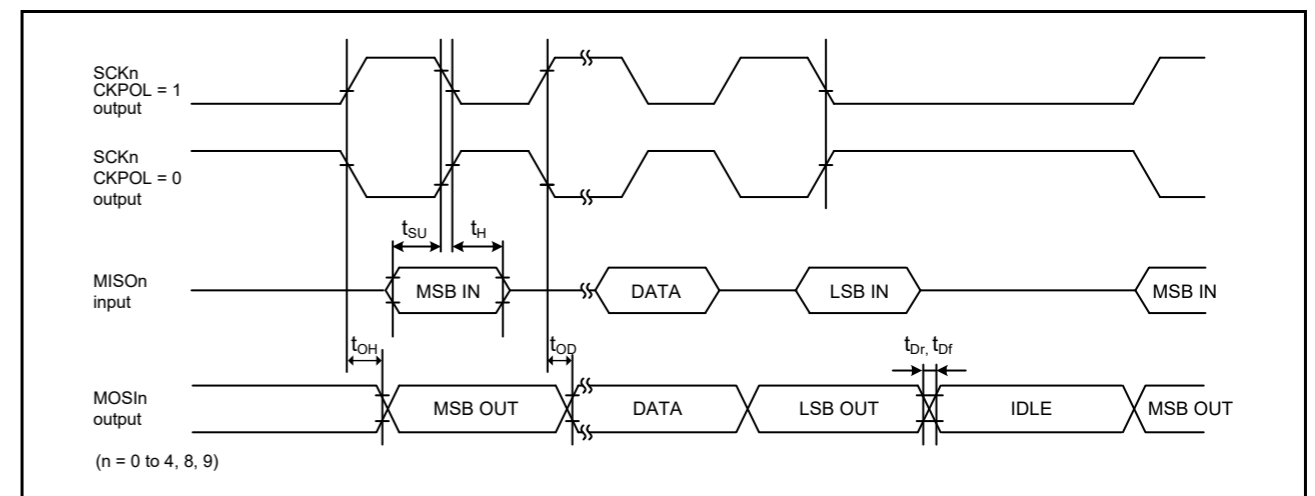 SCKn
CKPOL = 1
output
SCKn
CKPOL = 0
output
tSU
tH
MISOn
input
MSB IN
DATA
LSB IN
MSB IN
tOH
tOD
tDr, tDf
MOSIn
output
MSB OUT
DATA
LSB OUT
IDLE
MSB OUT
(n = 0 to 4, 8, 9)